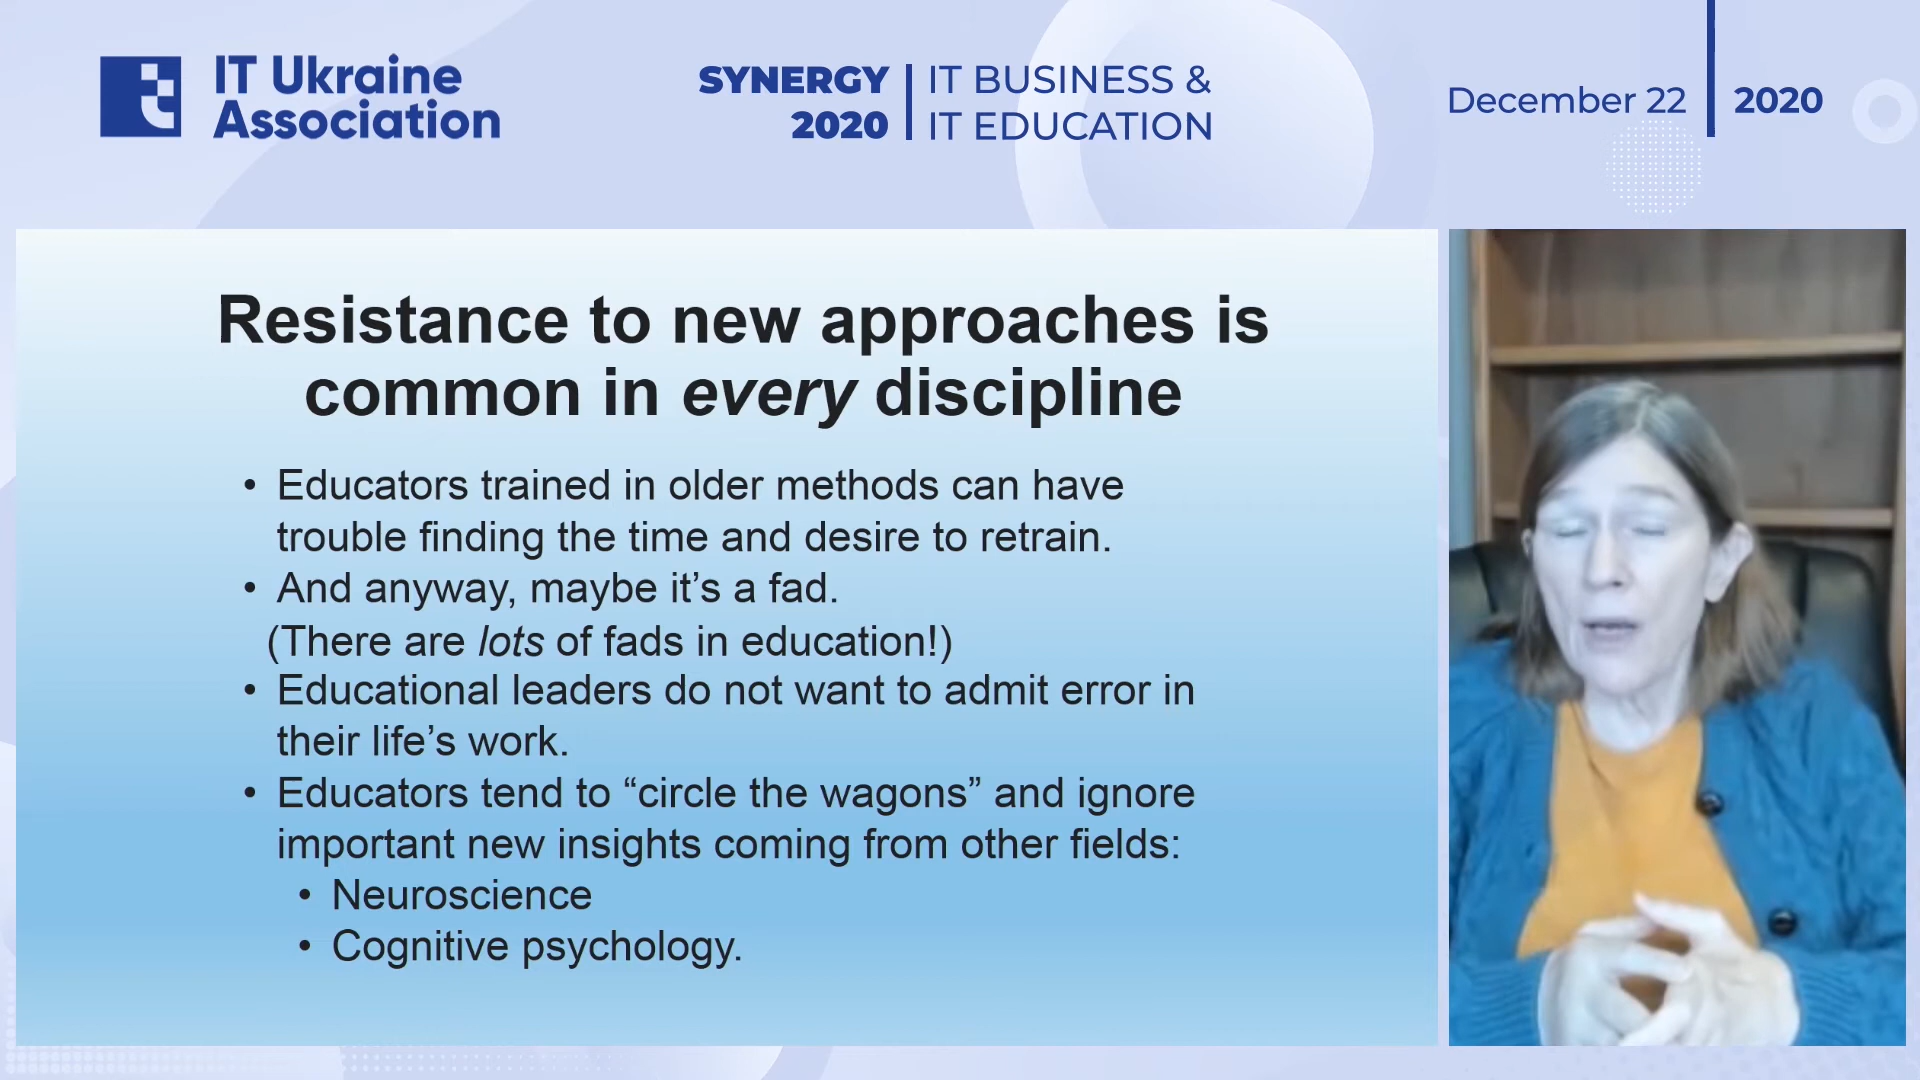 IT Ukraine
Association
SYNERGY
2020
IT BUSINESS &
IT EDUCATION
December 22
2020
Resistance to new approaches is
common in every discipline
• Educators trained in older methods can have
trouble finding the time and desire to retrain.
• And anyway, maybe it’s a fad.
(There are lots of fads in education!)
• Educational leaders do not want to admit error in
their life’s work.
• Educators tend to “circle the wagons” and ignore
important new insights coming from other fields:
• Neuroscience
• Cognitive psychology.